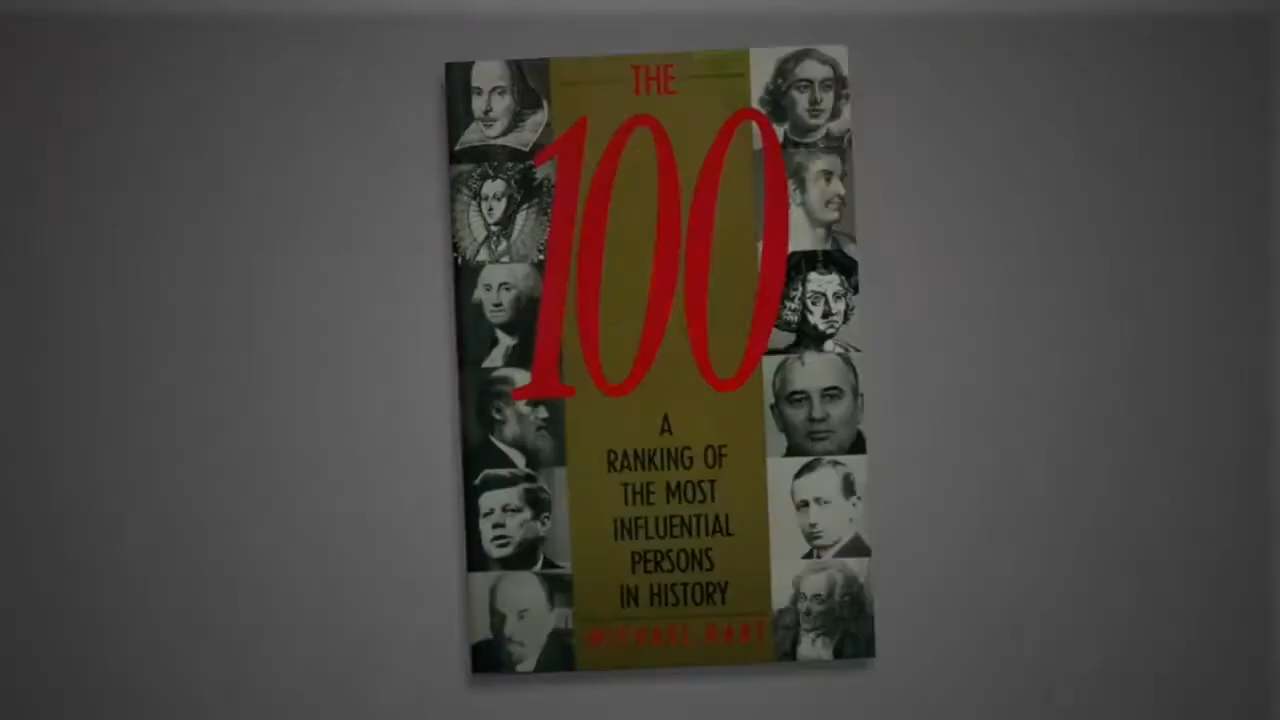 THE
100
A
RANKING OF
THE MOST
INFLUENTIAL
PERSONS
IN HISTORY
MICHAEL HART